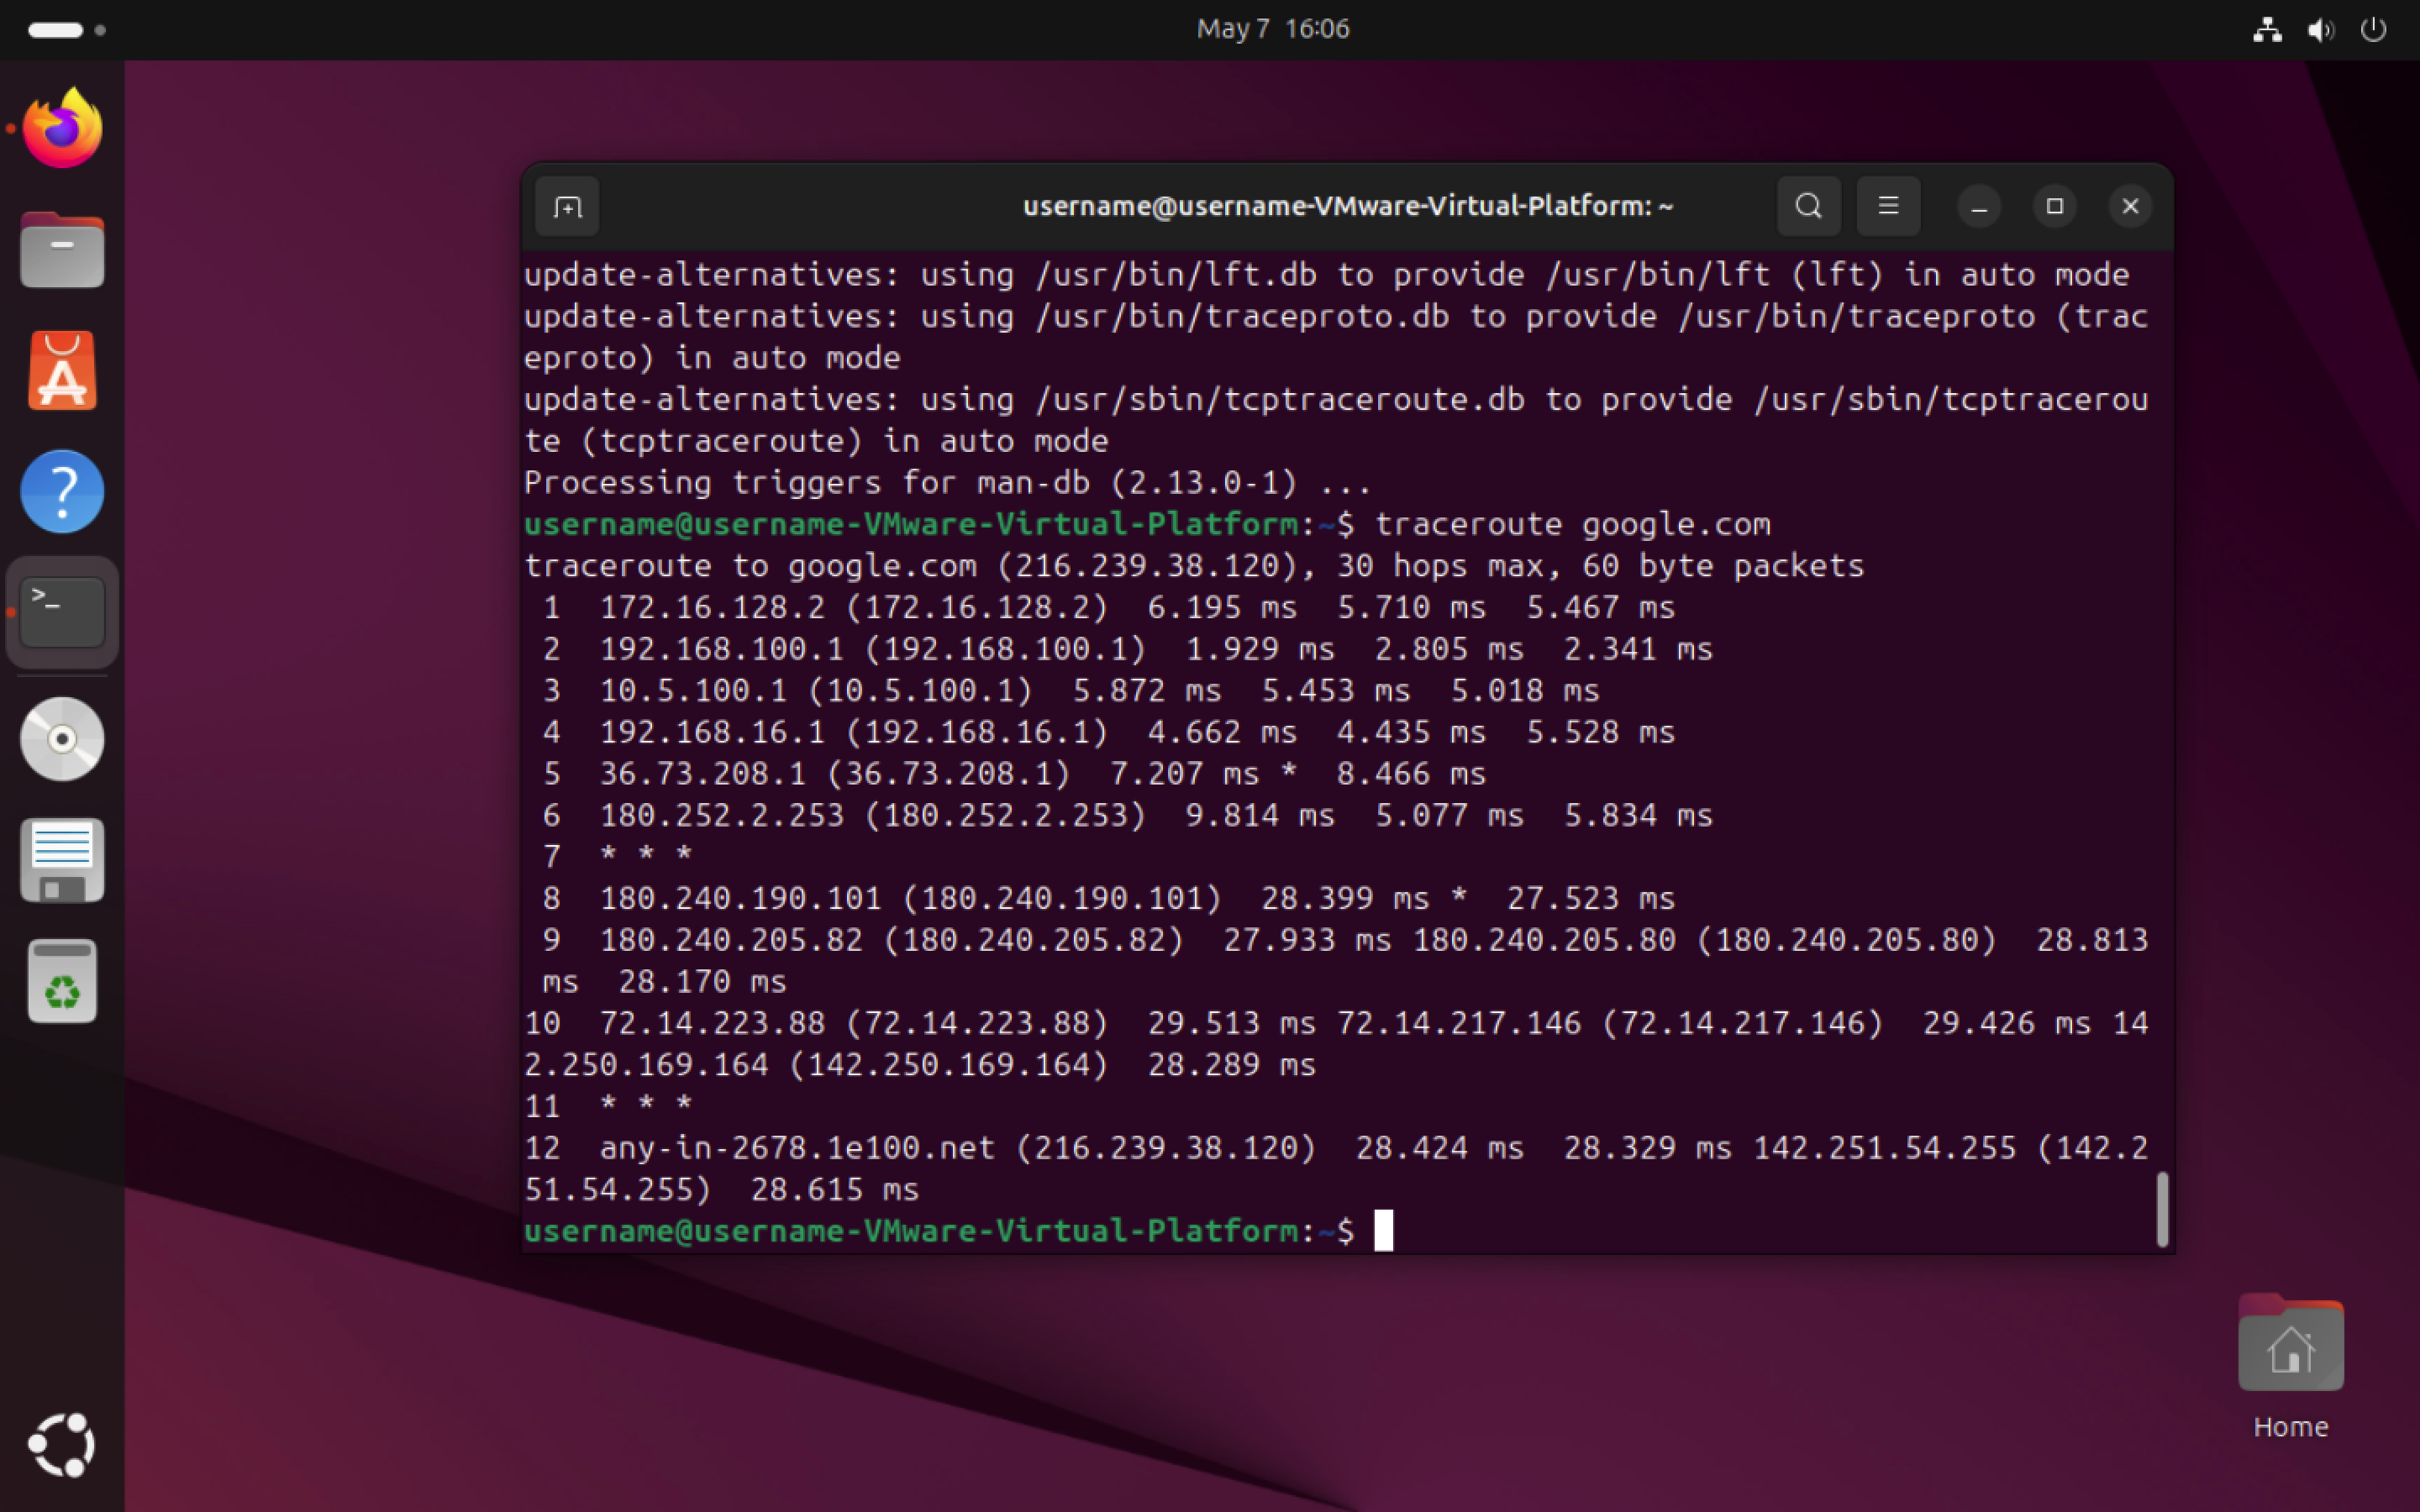 May 7  16:06
username@username-VMware-Virtual-Platform: ~
update-alternatives: using /usr/bin/lft.db to provide /usr/bin/lft (lft) in auto mode
update-alternatives: using /usr/bin/traceproto.db to provide /usr/bin/traceproto (trac
eproto) in auto mode
update-alternatives: using /usr/sbin/tcptraceroute.db to provide /usr/sbin/tcptracerou
te (tcptraceroute) in auto mode
Processing triggers for man-db (2.13.0-1) ...
username@username-VMware-Virtual-Platform:~$ traceroute google.com
traceroute to google.com (216.239.38.120), 30 hops max, 60 byte packets
 1  172.16.128.2 (172.16.128.2)  6.195 ms  5.710 ms  5.467 ms
 2  192.168.100.1 (192.168.100.1)  1.929 ms  2.805 ms  2.341 ms
 3  10.5.100.1 (10.5.100.1)  5.872 ms  5.453 ms  5.018 ms
 4  192.168.16.1 (192.168.16.1)  4.662 ms  4.435 ms  5.528 ms
 5  36.73.208.1 (36.73.208.1)  7.207 ms *  8.466 ms
 6  180.252.2.253 (180.252.2.253)  9.814 ms  5.077 ms  5.834 ms
 7  * * *
 8  180.240.190.101 (180.240.190.101)  28.399 ms *  27.523 ms
 9  180.240.205.82 (180.240.205.82)  27.933 ms 180.240.205.80 (180.240.205.80)  28.813
 ms  28.170 ms
10  72.14.223.88 (72.14.223.88)  29.513 ms 72.14.217.146 (72.14.217.146)  29.426 ms 14
2.250.169.164 (142.250.169.164)  28.289 ms
11  * * *
12  any-in-2678.1e100.net (216.239.38.120)  28.424 ms  28.329 ms 142.251.54.255 (142.2
51.54.255)  28.615 ms
username@username-VMware-Virtual-Platform:~$
Home